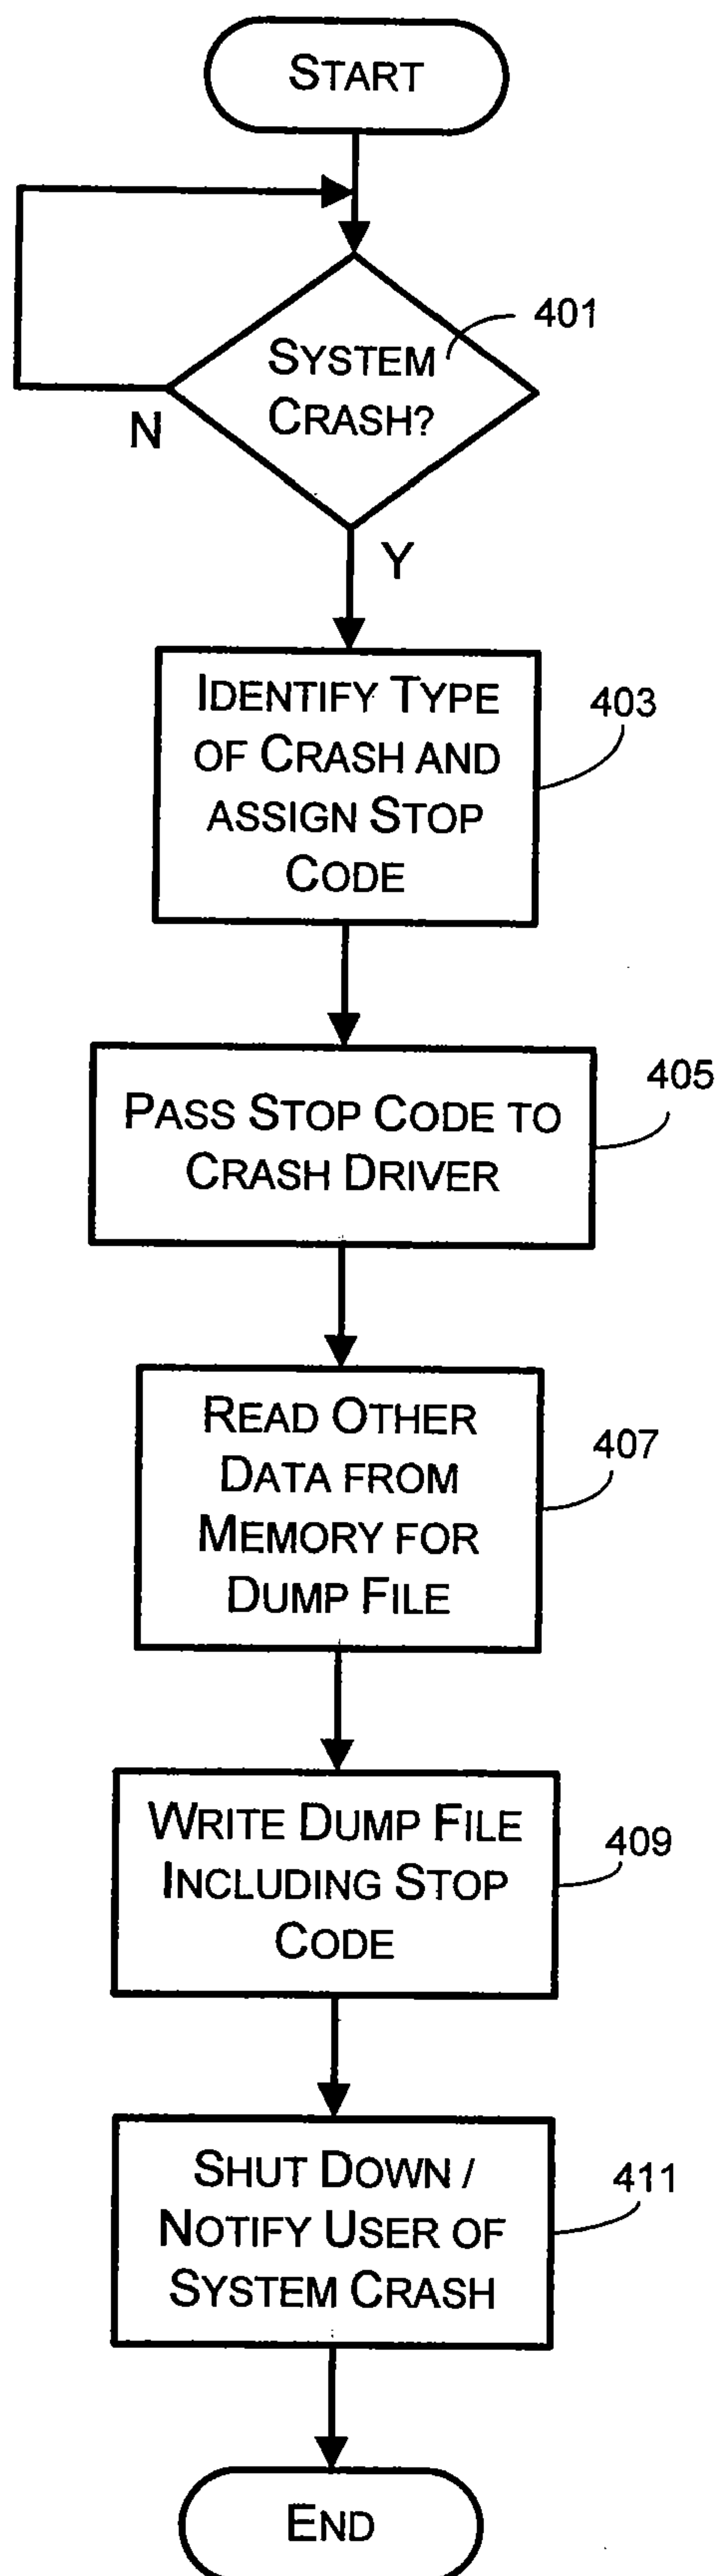 START
401
SYSTEM
CRASH?
N
Y
IDENTIFY TYPE
OF CRASH AND
ASSIGN STOP
CODE
403
PASS STOP CODE TO
CRASH DRIVER
405
READ OTHER
DATA FROM
MEMORY FOR
DUMP FILE
407
WRITE DUMP FILE
INCLUDING STOP
CODE
409
SHUT DOWN /
NOTIFY USER OF
SYSTEM CRASH
411
END